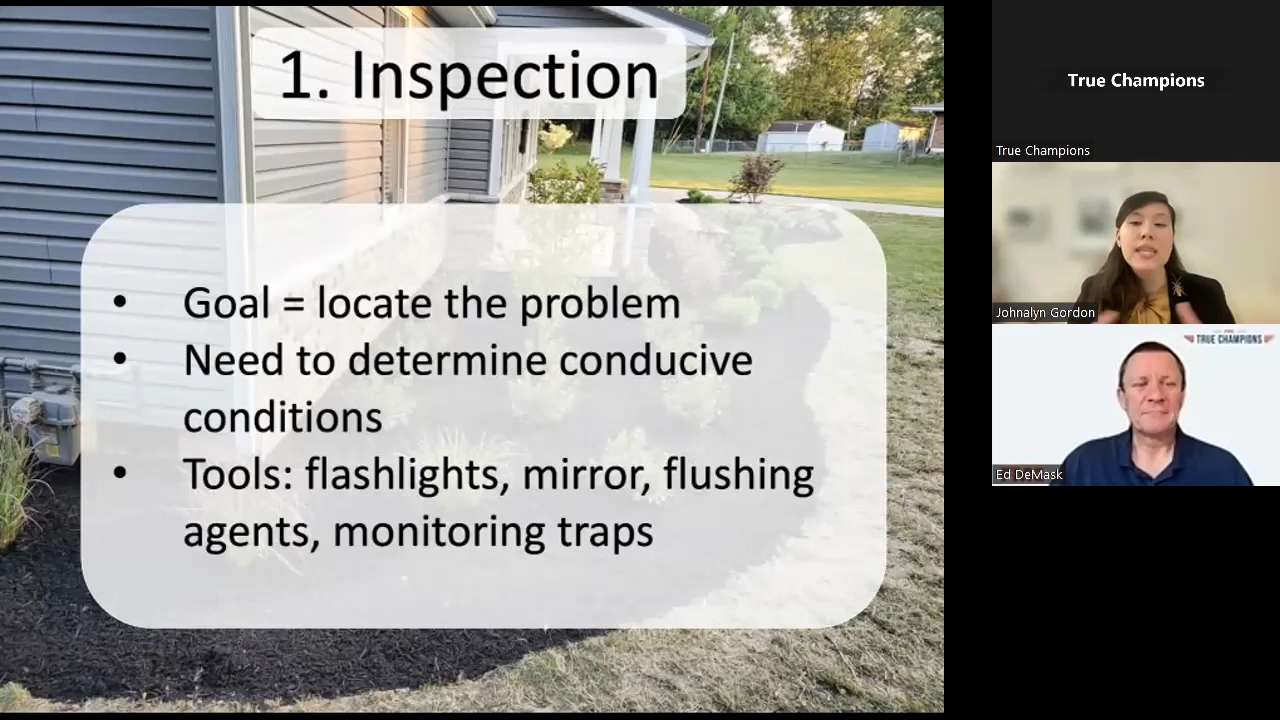 1. Inspection
• Goal = locate the problem
• Need to determine conducive
conditions
• Tools: flashlights, mirror, flushing
agents, monitoring traps
True Champions
True Champions
Johnalyn Gordon
TRUE CHAMPIONS
Ed DeMask